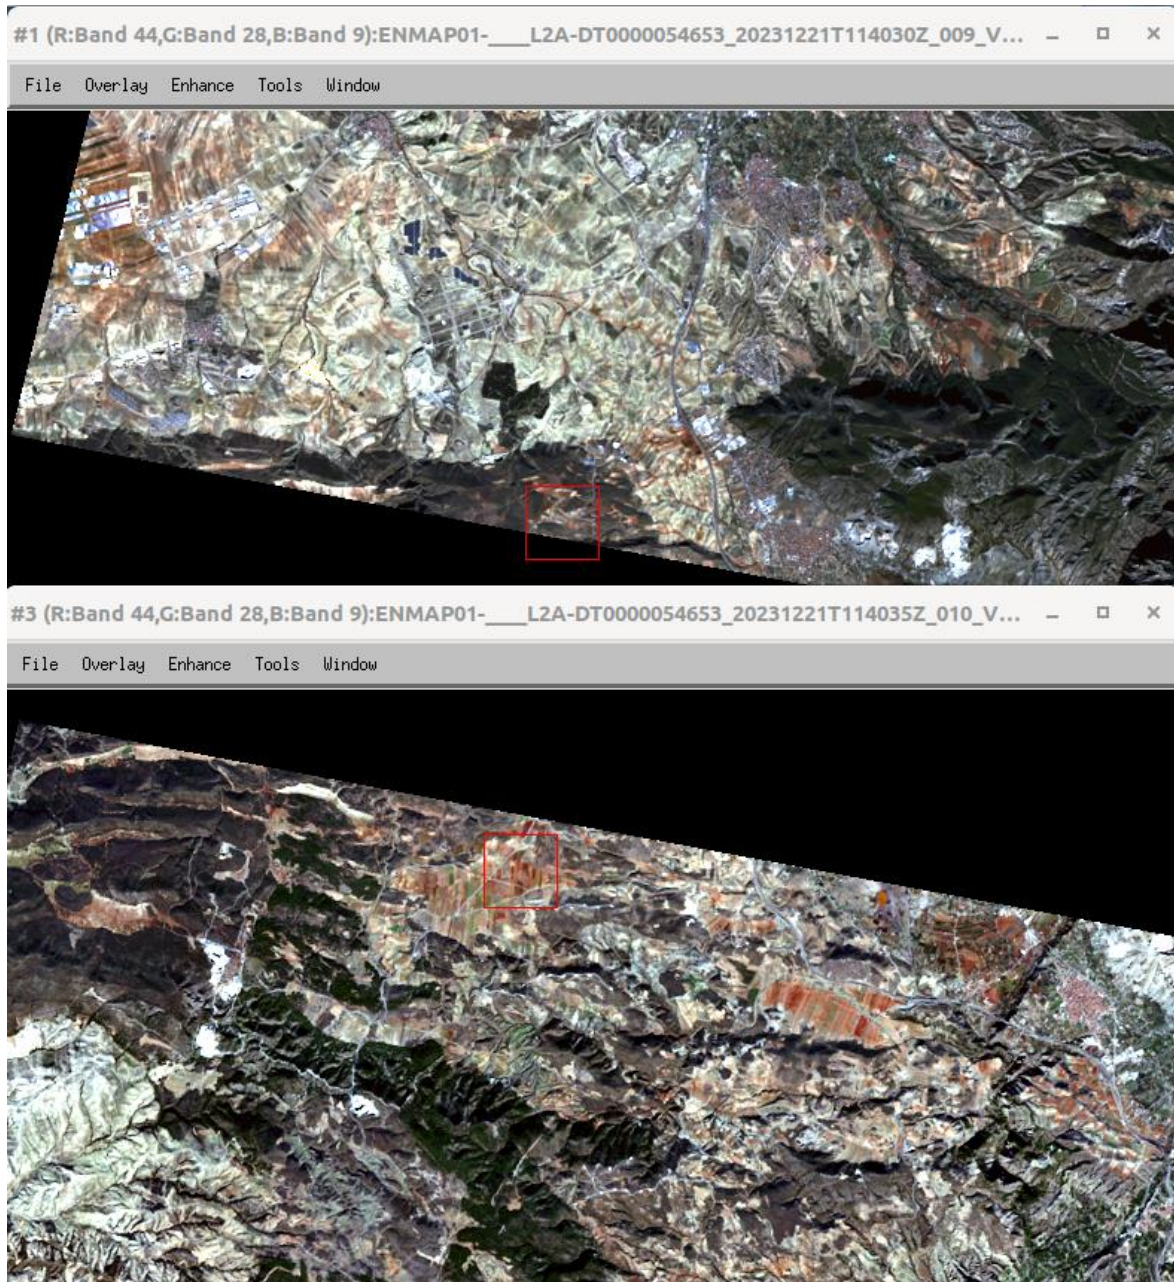 #1 (R:Band 44,G:Band 28,B:Band 9):ENMAP01-____L2A-DT0000054653_20231221T114030Z_009_V...
File Overlay Enhance Tools Window
#3 (R:Band 44,G:Band 28,B:Band 9):ENMAP01-____L2A-DT0000054653_20231221T114035Z_010_V...
File Overlay Enhance Tools Window